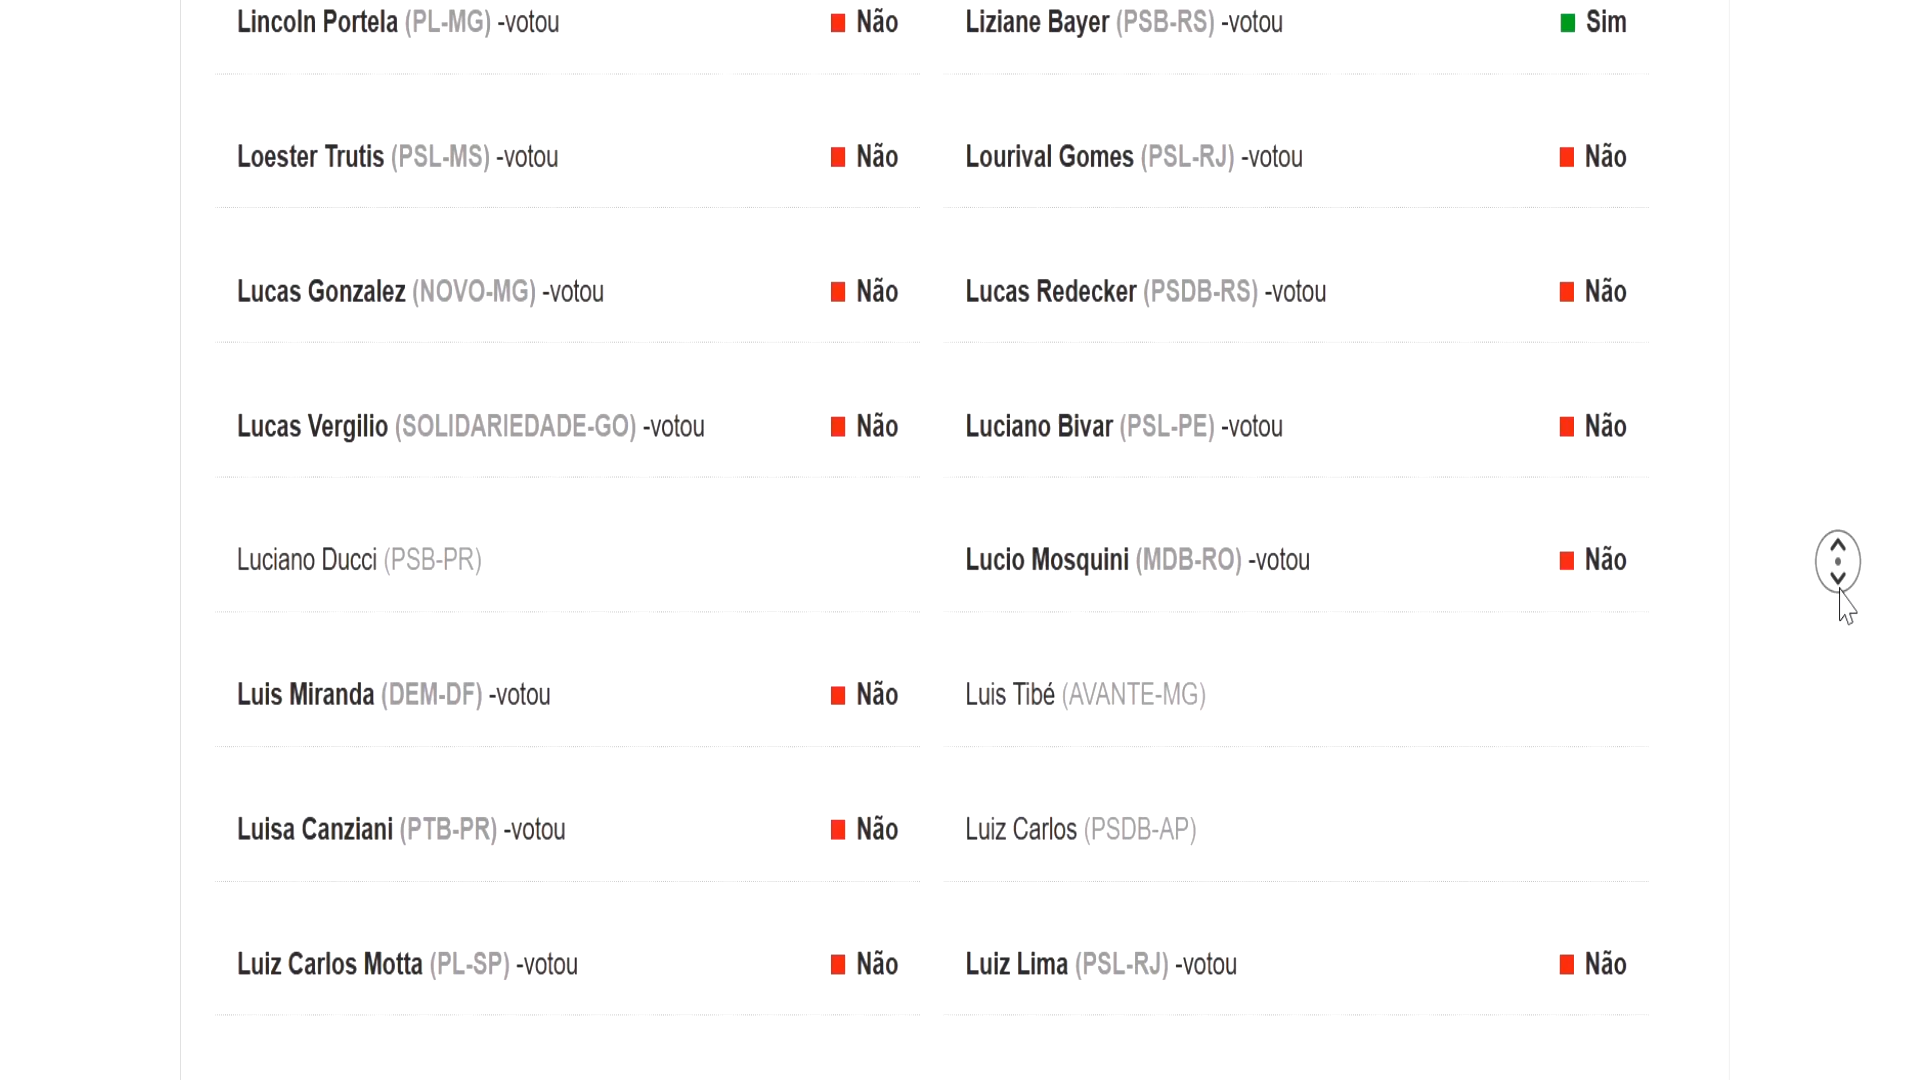 Lincoln Portela (PL-MG) -votou Não Liziane Bayer (PSB-RS) -votou Sim
Loester Trutis (PSL-MS) -votou Não Lourival Gomes (PSL-RJ) -votou Não
Lucas Gonzalez (NOVO-MG) -votou Não Lucas Redecker (PSDB-RS) -votou Não
Lucas Vergilio (SOLIDARIEDADE-GO) -votou Não Luciano Bivar (PSL-PE) -votou Não
Luciano Ducci (PSB-PR) Lucio Mosquini (MDB-RO) -votou Não
Luis Miranda (DEM-DF) -votou Não Luis Tibé (AVANTE-MG)
Luisa Canziani (PTB-PR) -votou Não Luiz Carlos (PSDB-AP)
Luiz Carlos Motta (PL-SP) -votou Não Luiz Lima (PSL-RJ) -votou Não